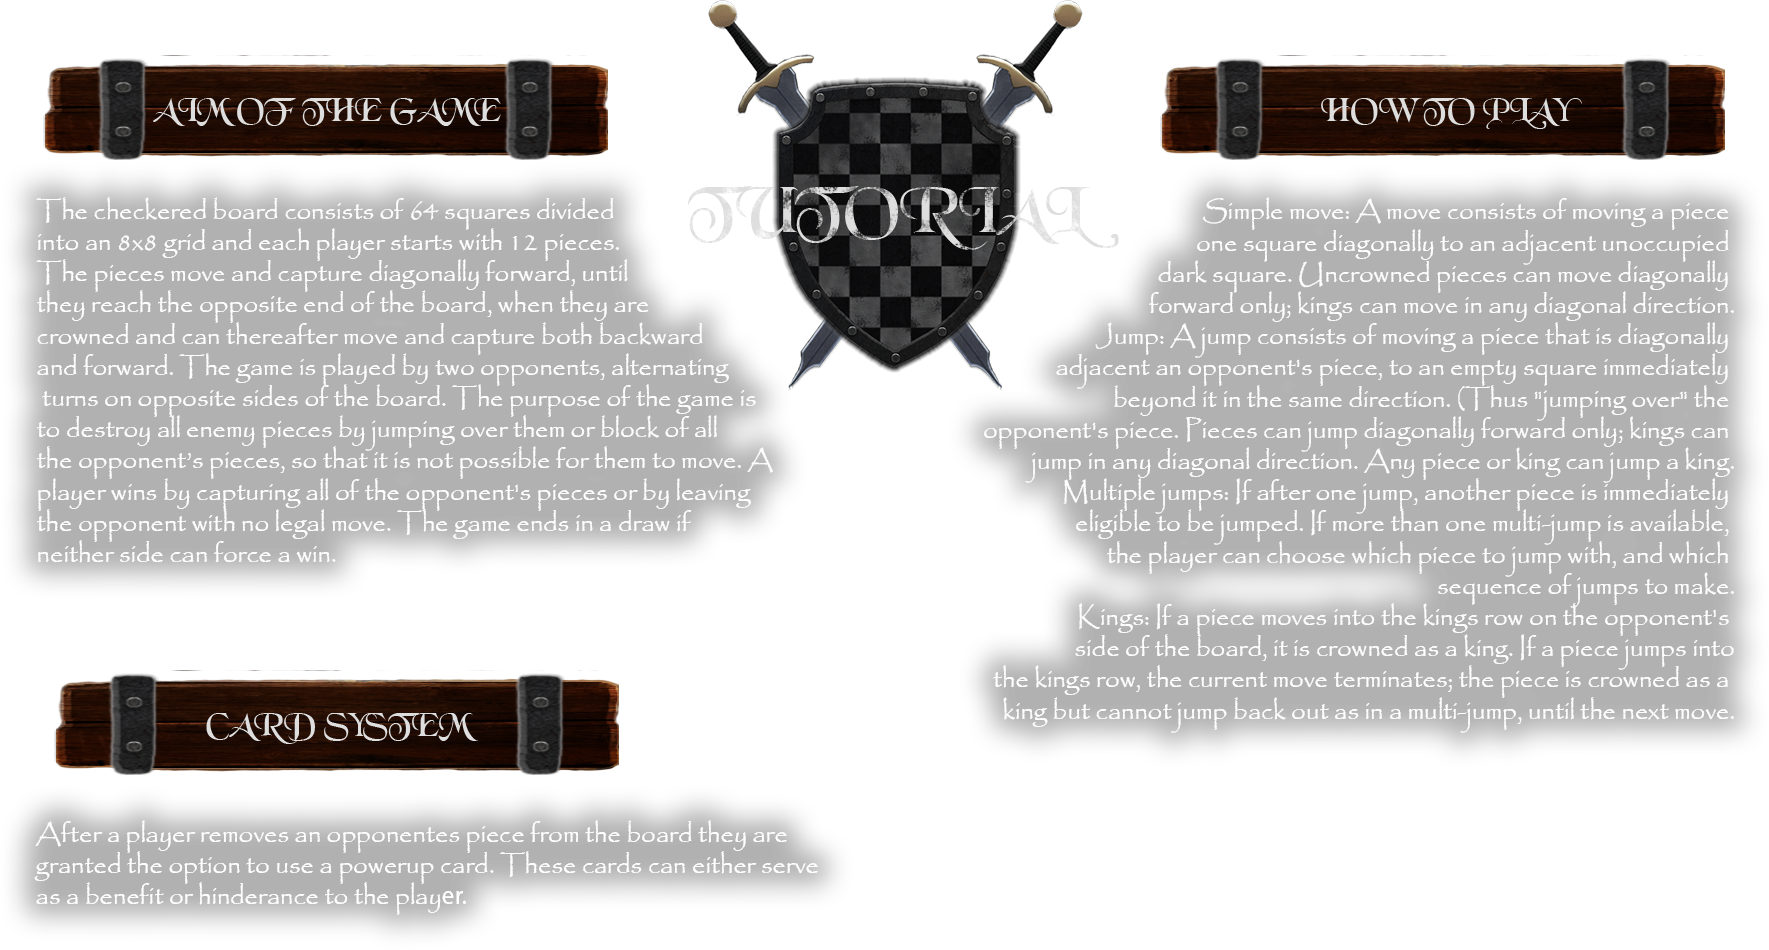 TUTORIAL
AIM OF THE GAME
The checkered board consists of 64 squares divided
into an 8x8 grid and each player starts with 12 pieces.
The pieces move and capture diagonally forward, until
they reach the opposite end of the board, when they are
crowned and can thereafter move and capture both backward
and forward. The game is played by two opponents, alternating
turns on opposite sides of the board. The purpose of the game is
to destroy all enemy pieces by jumping over them or block of all
the opponent’s pieces, so that it is not possible for them to move. A
player wins by capturing all of the opponent's pieces or by leaving
the opponent with no legal move. The game ends in a draw if
neither side can force a win.
CARD SYSTEM
After a player removes an opponentes piece from the board they are
granted the option to use a powerup card. These cards can either serve
as a benefit or hinderance to the player.
HOW TO PLAY
Simple move: A move consists of moving a piece
one square diagonally to an adjacent unoccupied
dark square. Uncrowned pieces can move diagonally
forward only; kings can move in any diagonal direction.
Jump: A jump consists of moving a piece that is diagonally
adjacent an opponent's piece, to an empty square immediately
beyond it in the same direction. (Thus "jumping over" the
opponent's piece. Pieces can jump diagonally forward only; kings can
jump in any diagonal direction. Any piece or king can jump a king.
Multiple jumps: If after one jump, another piece is immediately
eligible to be jumped. If more than one multi-jump is available,
the player can choose which piece to jump with, and which
sequence of jumps to make.
Kings: If a piece moves into the kings row on the opponent's
side of the board, it is crowned as a king. If a piece jumps into
the kings row, the current move terminates; the piece is crowned as a
king but cannot jump back out as in a multi-jump, until the next move.